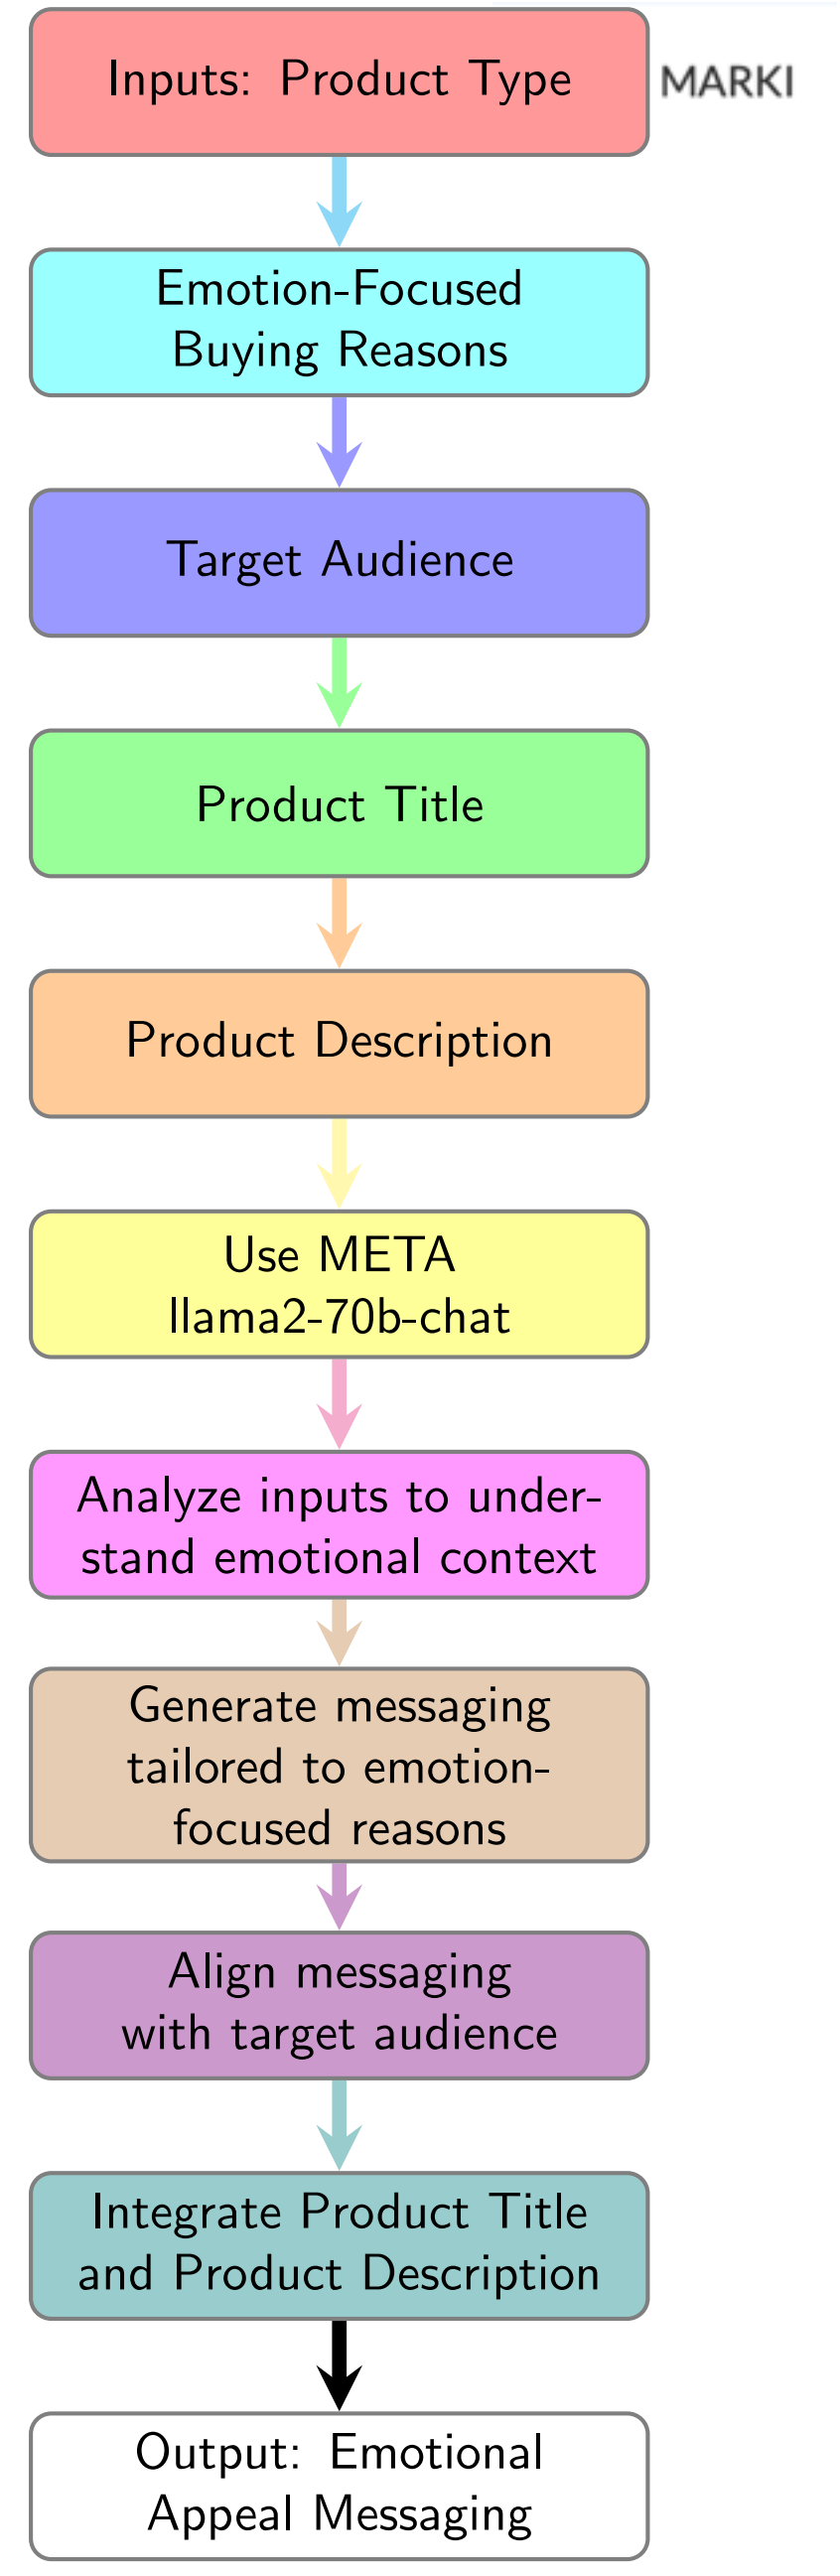 Inputs: Product Type
MARKI
Emotion-Focused
Buying Reasons
Target Audience
Product Title
Product Description
Use META
llama2-70b-chat
Analyze inputs to under-
stand emotional context
Generate messaging
tailored to emotion-
focused reasons
Align messaging
with target audience
Integrate Product Title
and Product Description
Output: Emotional
Appeal Messaging